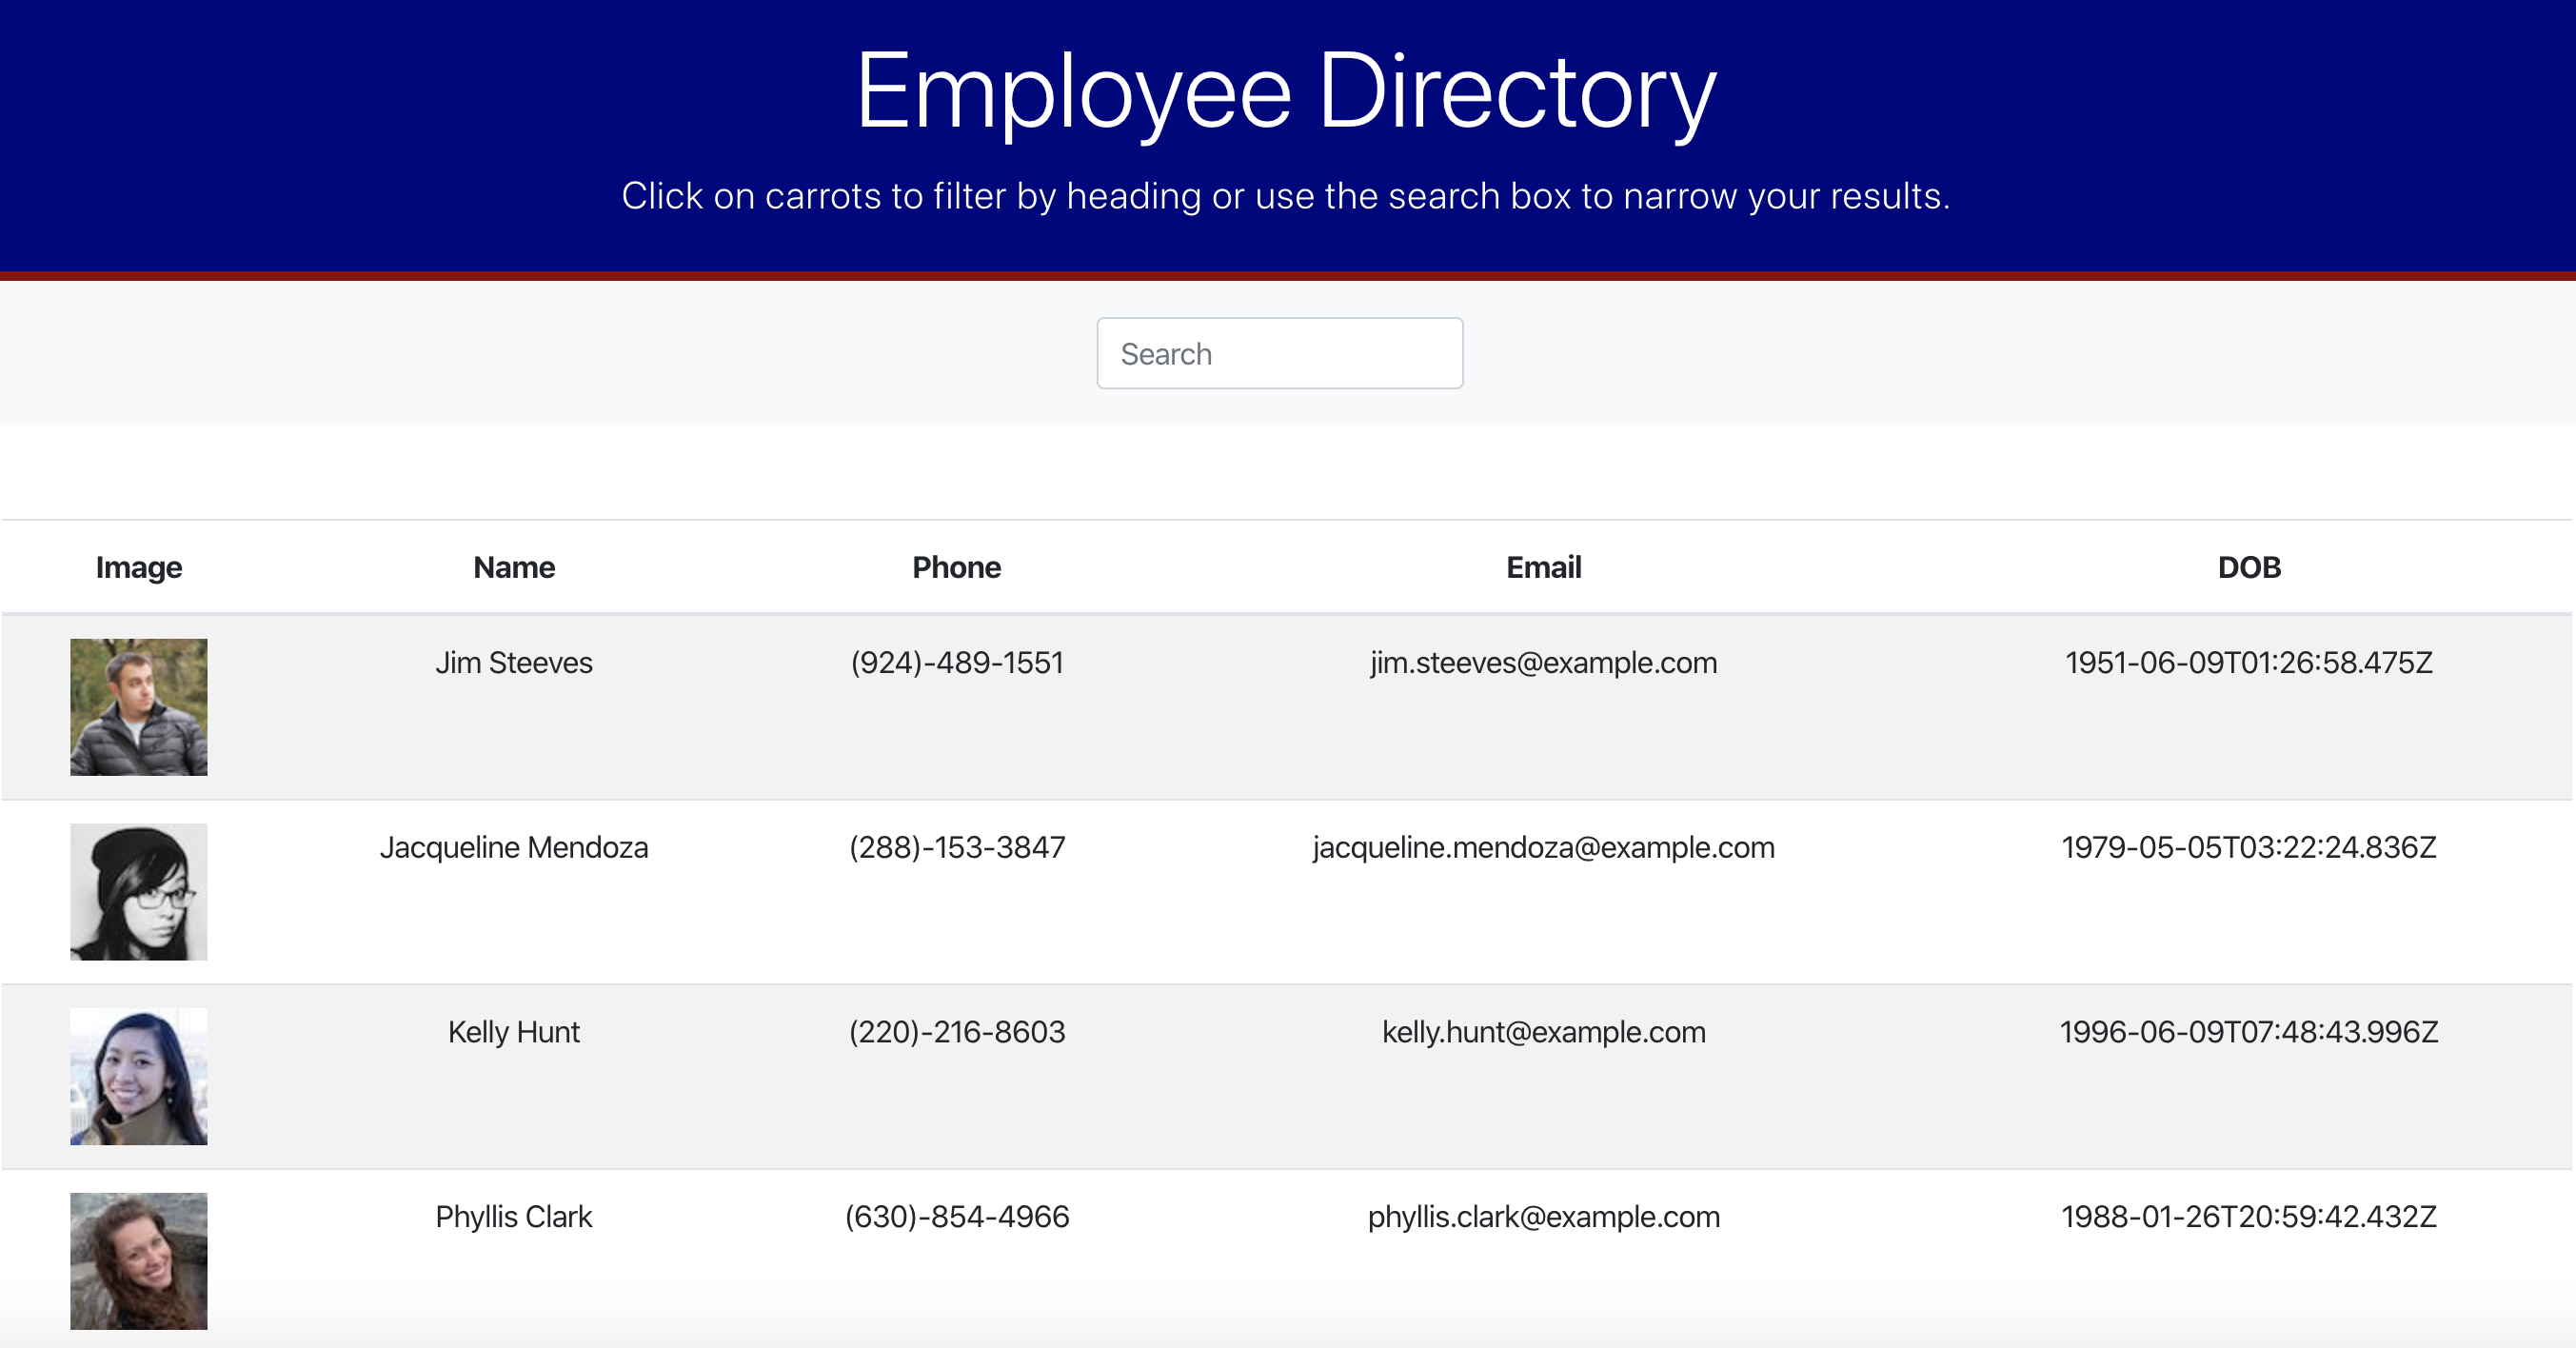 Employee Directory
Click on carrots to filter by heading or use the search box to narrow your results.
Search
Image Name Phone Email DOB
Jim Steeves (924)-489-1551 jim.steeves@example.com 1951-06-09T01:26:58.475Z
Jacqueline Mendoza (288)-153-3847 jacqueline.mendoza@example.com 1979-05-05T03:22:24.836Z
Kelly Hunt (220)-216-8603 kelly.hunt@example.com 1996-06-09T07:48:43.996Z
Phyllis Clark (630)-854-4966 phyllis.clark@example.com 1988-01-26T20:59:42.432Z